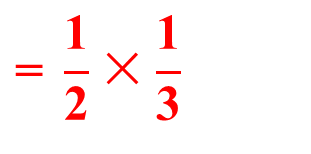 = 1/2 × 1/3